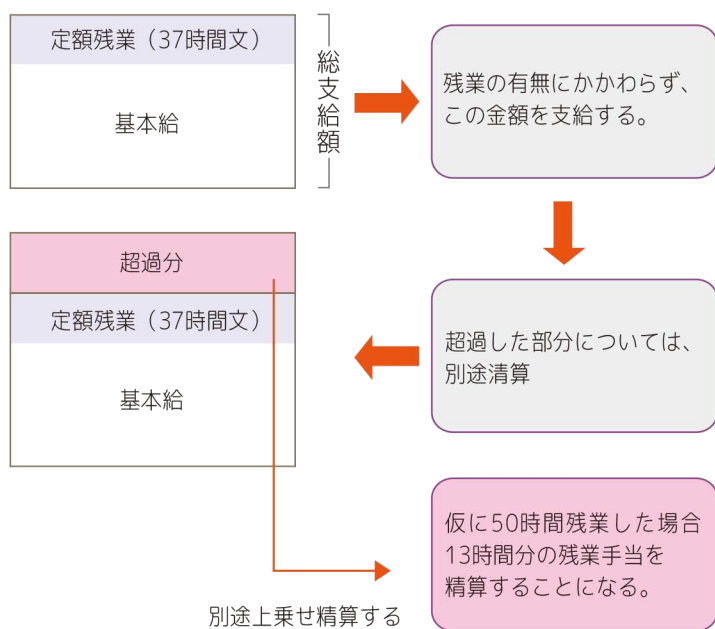 定額残業（37時間文）
基本給
総支給額
残業の有無にかかわらず、
この金額を支給する。
超過分
定額残業（37時間文）
基本給
超過した部分については、
別途清算
仮に50時間残業した場合
13時間分の残業手当を
精算することになる。
別途上乗せ精算する